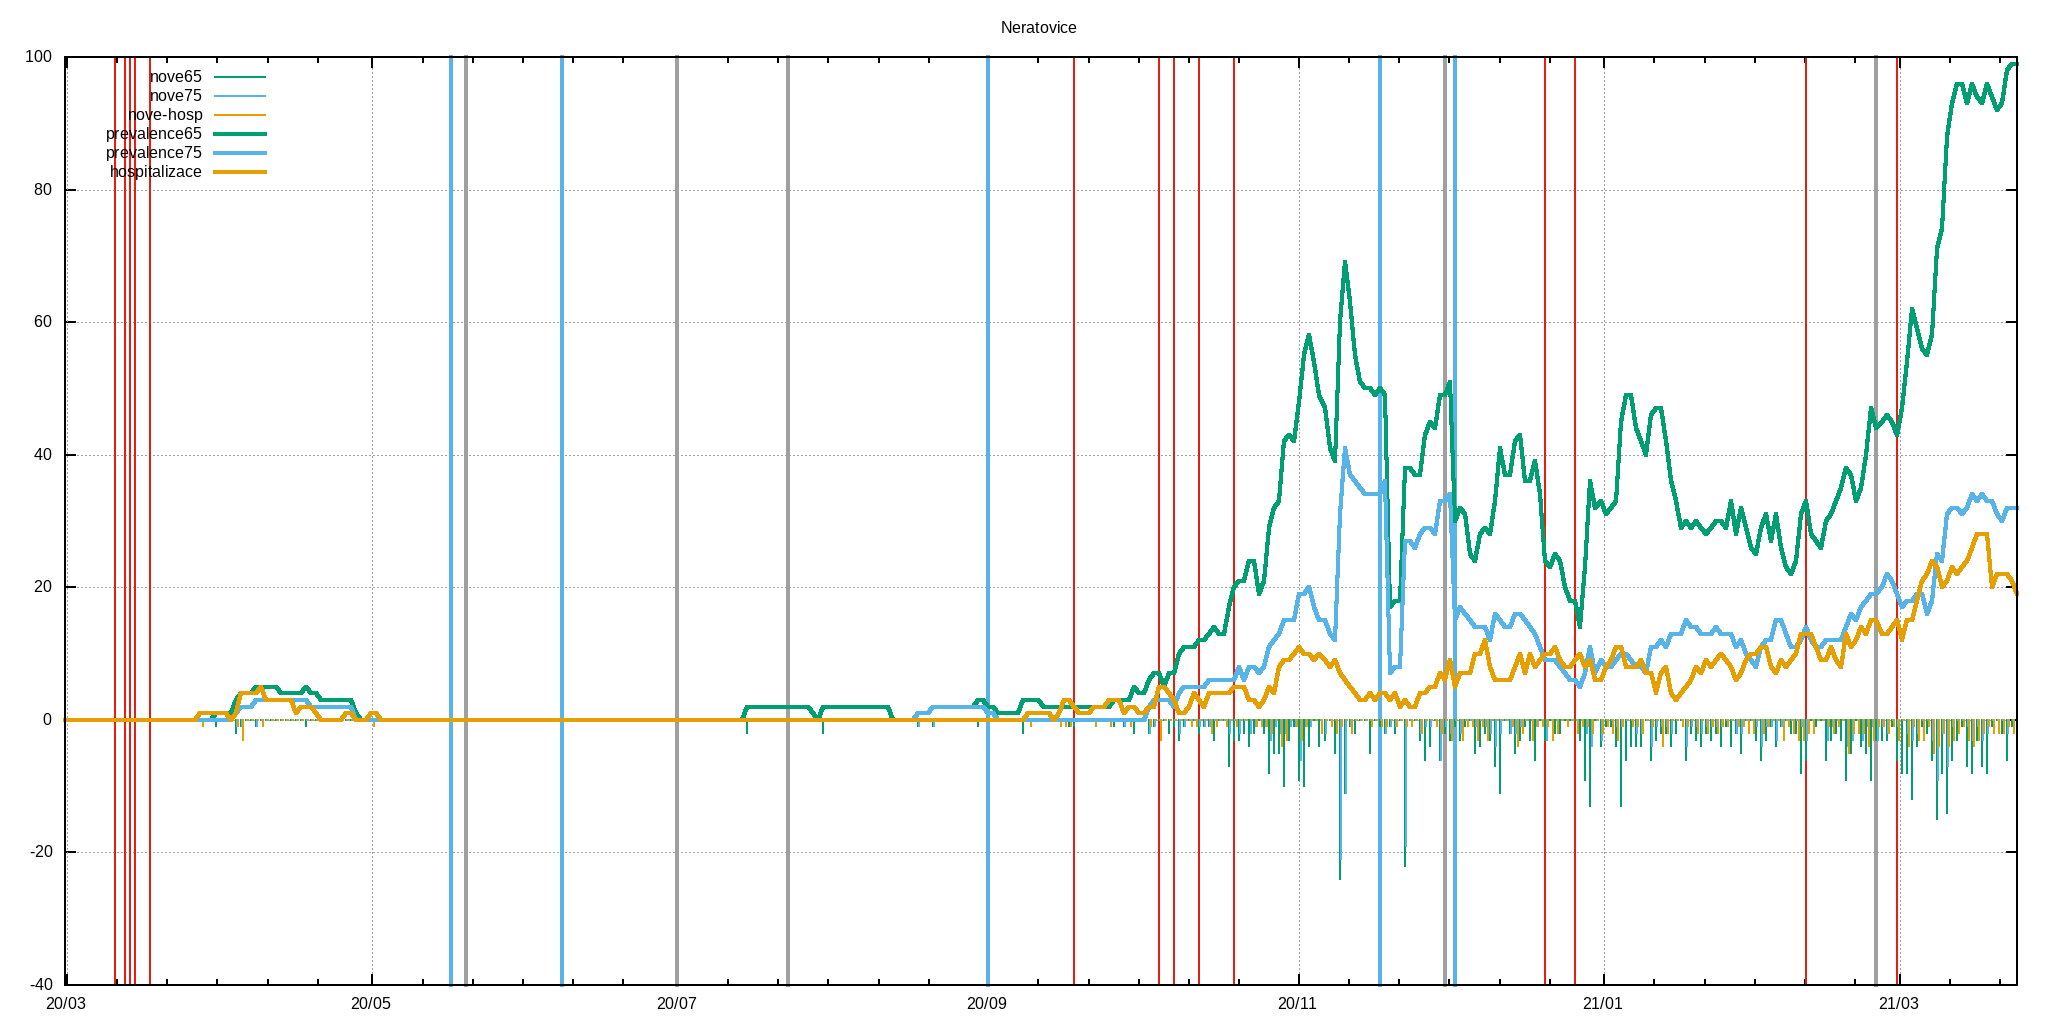 Neratovice
100
nove65
nove75
nove-hosp
prevalence65
prevalence75
hospitalizace
80
60
40
20
0
-20
-40
20/03 20/05 20/07 20/09 20/11 21/01 21/03